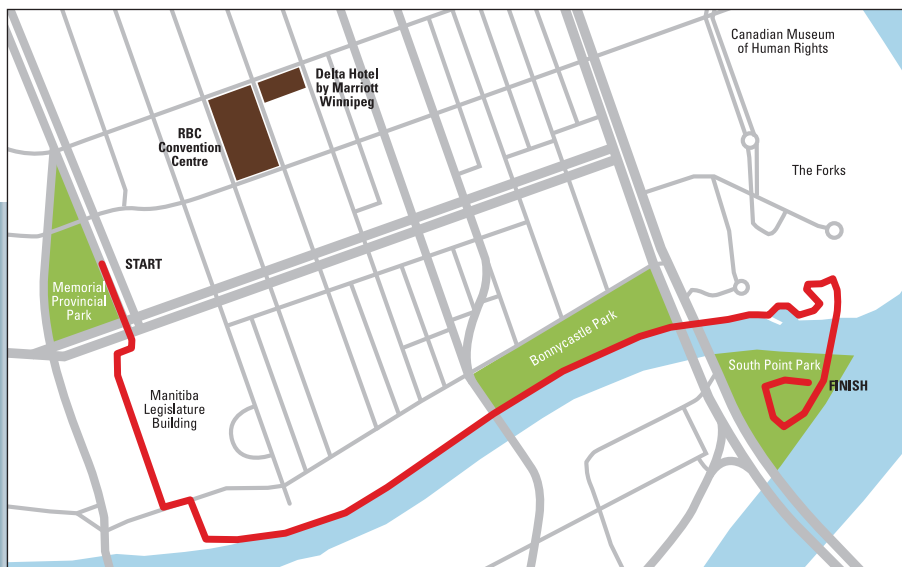 Canadian Museum
of Human Rights
Delta Hotel
by Marriott
Winnipeg
RBC
Convention
Centre
The Forks
START
Memorial
Provincial
Park
Bonnycastle Park
South Point Park
FINISH
Manitiba
Legislature
Building